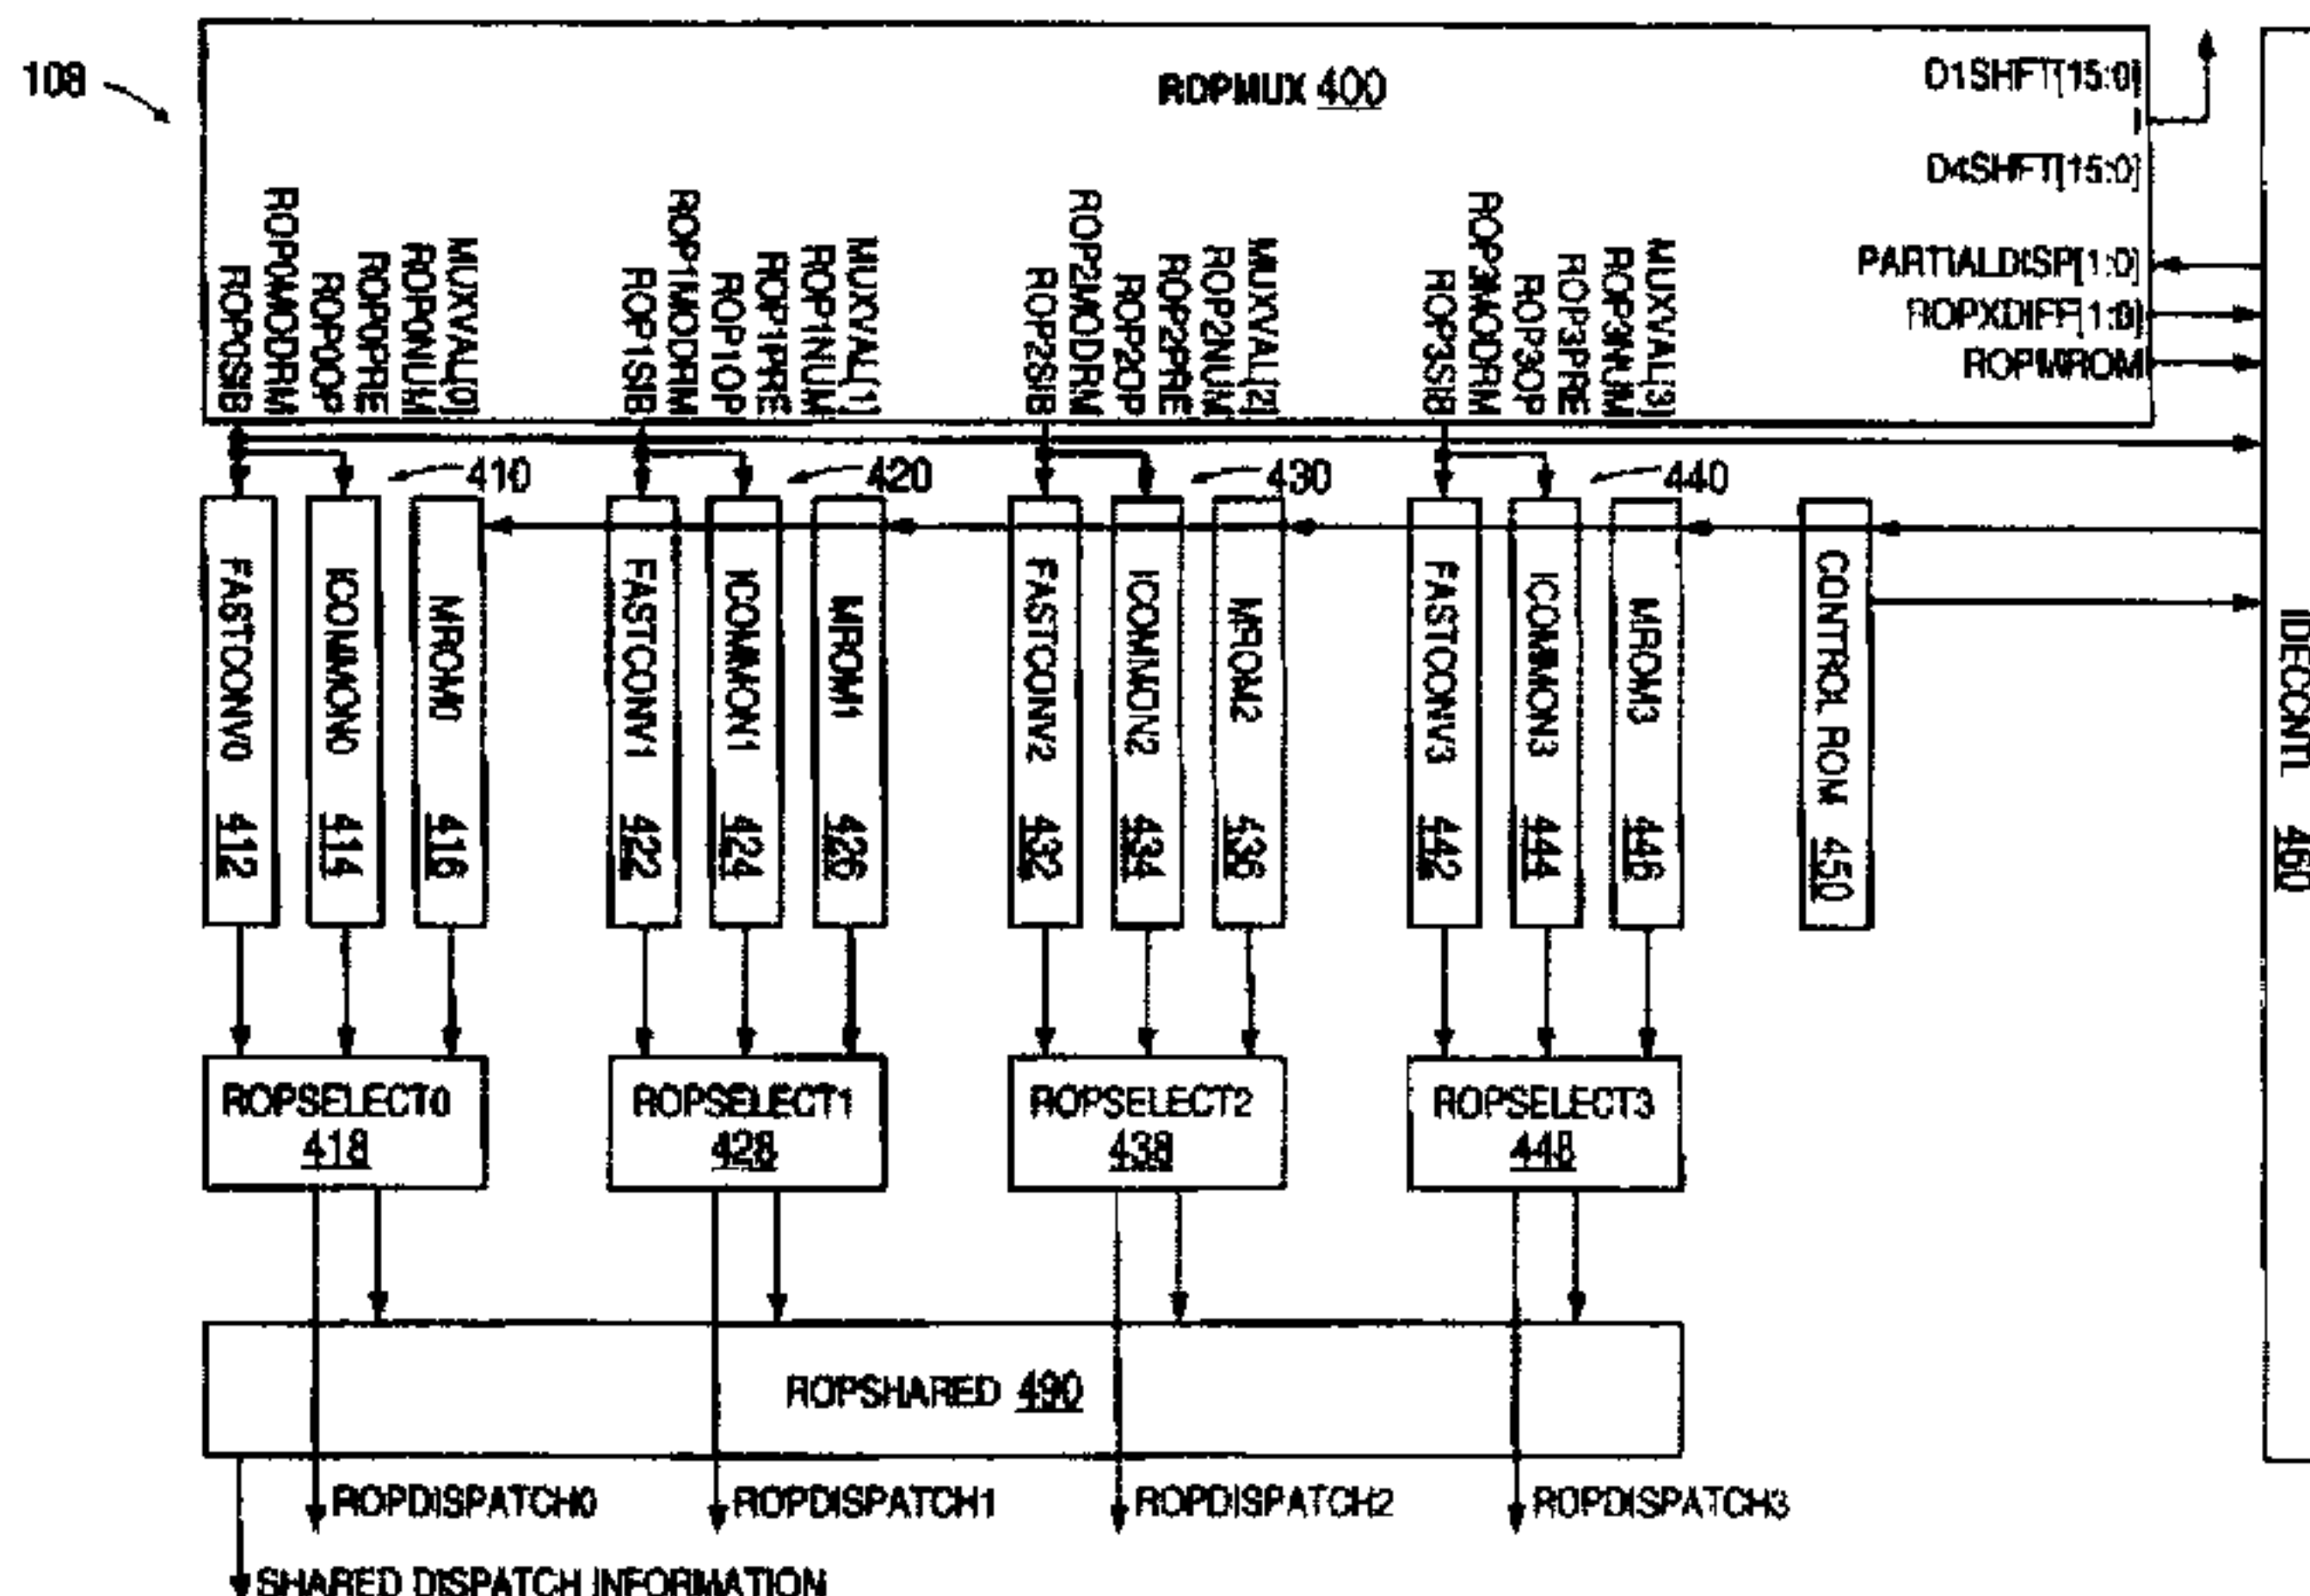 108
ROPMUX 400
D1SHFT[15:0]
D4SHFT[15:0]
PARTIALDISP[1:0]
ROPXDIFF[1:0]
ROPMROM
ROP0SIB
ROP0MODRM
ROP0OP
ROP0PRE
ROP0NUM
MUXVAL[0]
ROP1SIB
ROP1MODRM
ROP1OP
ROP1PRE
ROP1NUM
MUXVAL[1]
ROP2SIB
ROP2MODRM
ROP2OP
ROP2PRE
ROP2NUM
MUXVAL[2]
ROP3SIB
ROP3MODRM
ROP3OP
ROP3PRE
ROP3NUM
MUXVAL[3]
410
420
430
440
FASTCONV0 412
ICOMMON0 414
MROM0 416
FASTCONV1 422
ICOMMON1 424
MROM1 426
FASTCONV2 432
ICOMMON2 434
MROM2 436
FASTCONV3 442
ICOMMON3 444
MROM3 446
CONTROL ROM 450
IDECONTL 460
ROPSELECT0
418
ROPSELECT1
428
ROPSELECT2
438
ROPSELECT3
448
ROPSHARED 490
ROPDISPATCH0
ROPDISPATCH1
ROPDISPATCH2
ROPDISPATCH3
SHARED DISPATCH INFORMATION